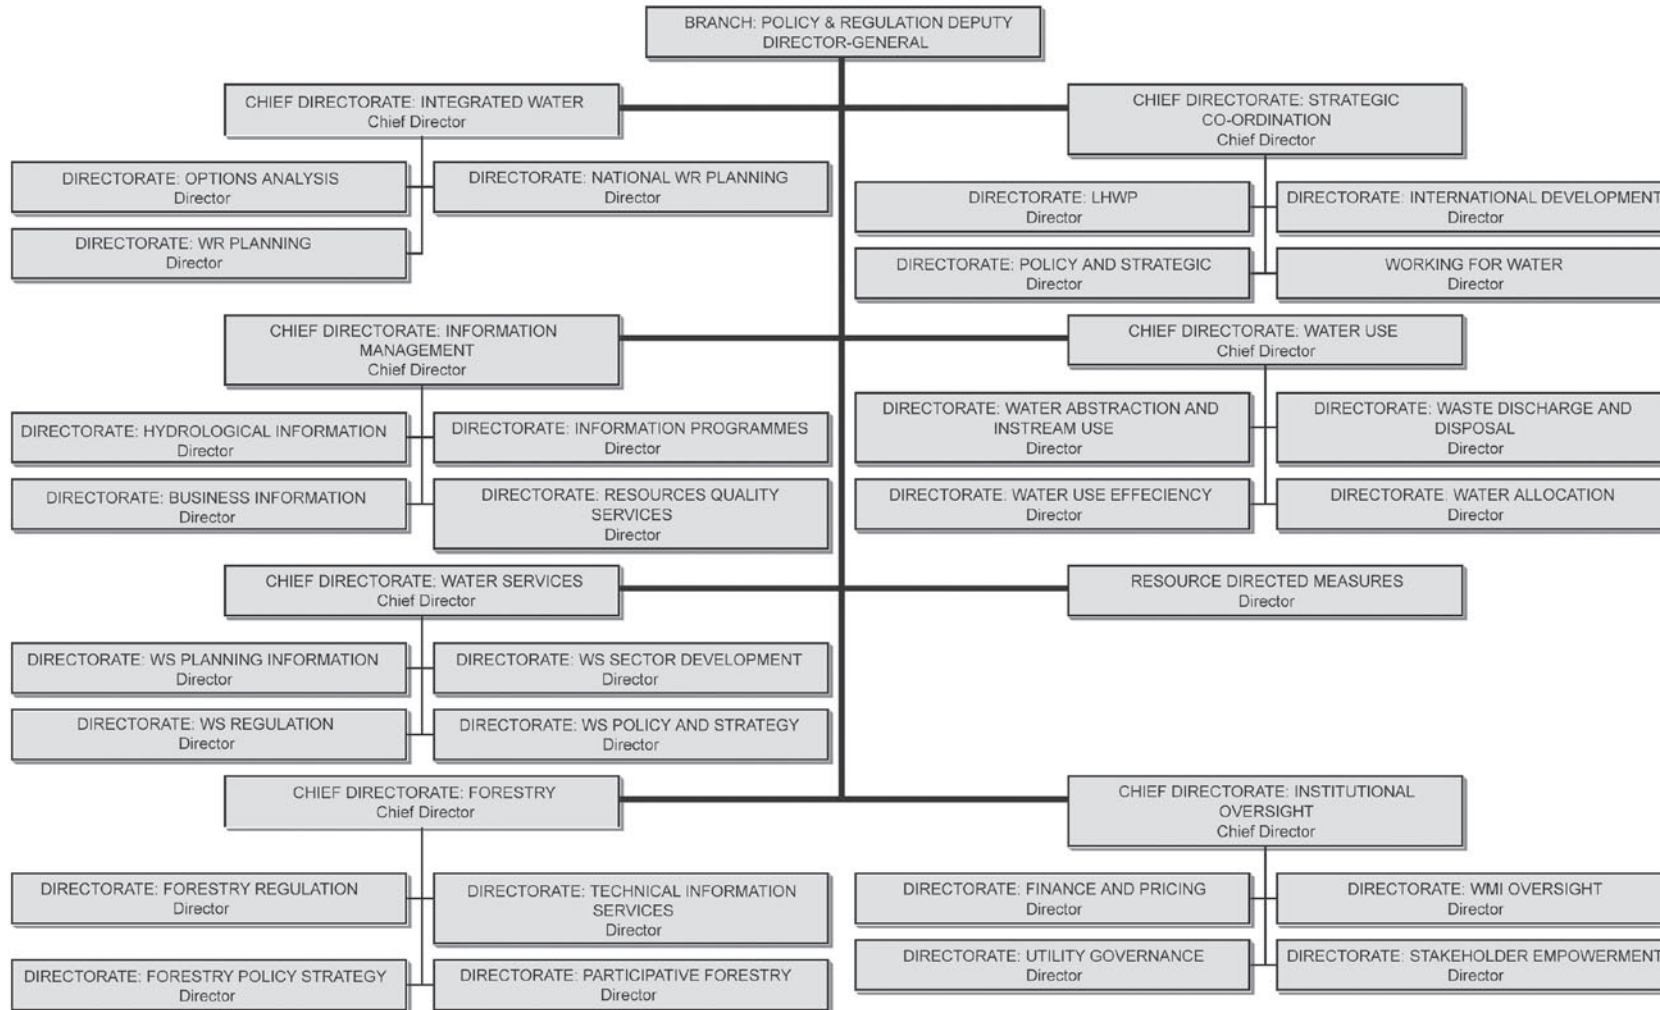 BRANCH: POLICY & REGULATION DEPUTY
DIRECTOR-GENERAL
CHIEF DIRECTORATE: INTEGRATED WATER
Chief Director
DIRECTORATE: OPTIONS ANALYSIS
Director
DIRECTORATE: NATIONAL WR PLANNING
Director
DIRECTORATE: WR PLANNING
Director
CHIEF DIRECTORATE: STRATEGIC
CO-ORDINATION
Chief Director
DIRECTORATE: LHWP
Director
DIRECTORATE: INTERNATIONAL DEVELOPMENT
Director
DIRECTORATE: POLICY AND STRATEGIC
Director
WORKING FOR WATER
Director
CHIEF DIRECTORATE: INFORMATION
MANAGEMENT
Chief Director
DIRECTORATE: HYDROLOGICAL INFORMATION
Director
DIRECTORATE: INFORMATION PROGRAMMES
Director
DIRECTORATE: BUSINESS INFORMATION
Director
DIRECTORATE: RESOURCES QUALITY
SERVICES
Director
CHIEF DIRECTORATE: WATER USE
Chief Director
DIRECTORATE: WATER ABSTRACTION AND
INSTREAM USE
Director
DIRECTORATE: WASTE DISCHARGE AND
DISPOSAL
Director
DIRECTORATE: WATER USE EFFECIENCY
Director
DIRECTORATE: WATER ALLOCATION
Director
CHIEF DIRECTORATE: WATER SERVICES
Chief Director
DIRECTORATE: WS PLANNING INFORMATION
Director
DIRECTORATE: WS SECTOR DEVELOPMENT
Director
DIRECTORATE: WS REGULATION
Director
DIRECTORATE: WS POLICY AND STRATEGY
Director
RESOURCE DIRECTED MEASURES
Director
CHIEF DIRECTORATE: FORESTRY
Chief Director
DIRECTORATE: FORESTRY REGULATION
Director
DIRECTORATE: TECHNICAL INFORMATION
SERVICES
Director
DIRECTORATE: FORESTRY POLICY STRATEGY
Director
DIRECTORATE: PARTICIPATIVE FORESTRY
Director
CHIEF DIRECTORATE: INSTITUTIONAL
OVERSIGHT
Chief Director
DIRECTORATE: FINANCE AND PRICING
Director
DIRECTORATE: WMI OVERSIGHT
Director
DIRECTORATE: UTILITY GOVERNANCE
Director
DIRECTORATE: STAKEHOLDER EMPOWERMENT
Director